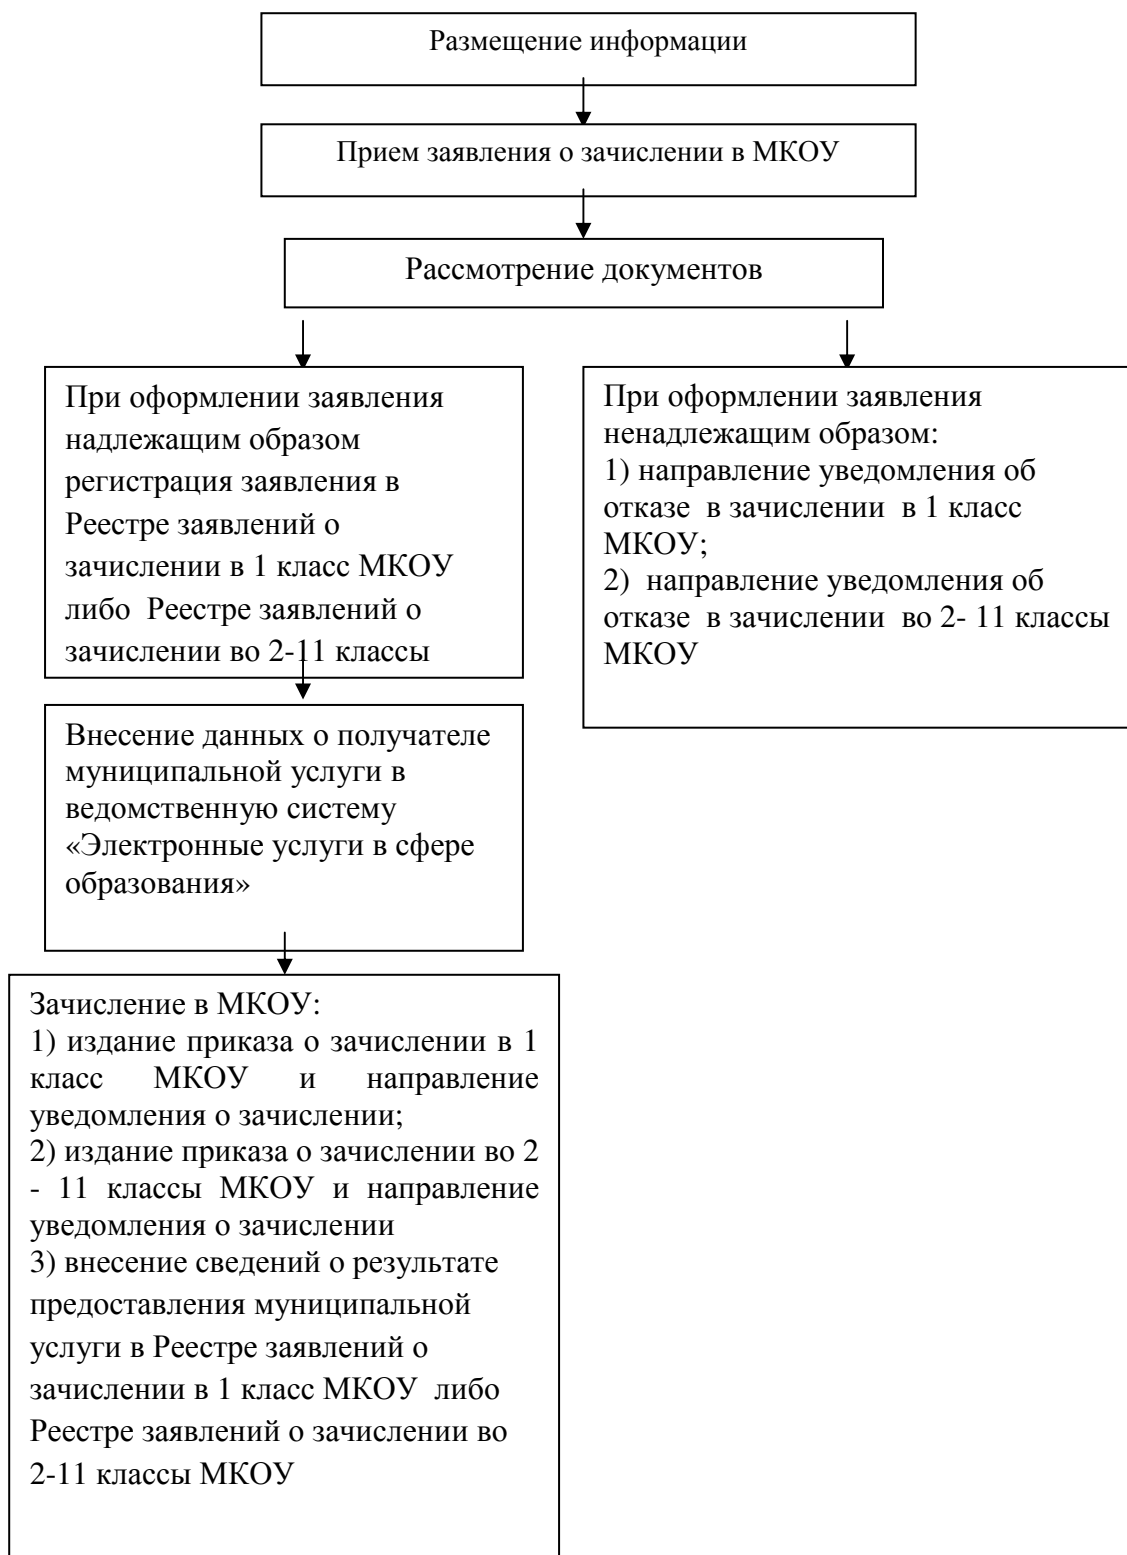 Размещение информации
Прием заявления о зачислении в МКОУ
Рассмотрение документов
При оформлении заявления
надлежащим образом
регистрация заявления в
Реестре заявлений о
зачислении в 1 класс МКОУ
либо  Реестре заявлений о
зачислении во 2-11 классы
При оформлении заявления
ненадлежащим образом:
1) направление уведомления об
отказе  в зачислении  в 1 класс
МКОУ;
2)  направление уведомления об
отказе  в зачислении  во 2- 11 классы
МКОУ
Внесение данных о получателе
муниципальной услуги в
ведомственную систему
«Электронные услуги в сфере
образования»
Зачисление в МКОУ:
1) издание приказа о зачислении в 1
класс МКОУ и направление
уведомления о зачислении;
2) издание приказа о зачислении во 2
- 11 классы МКОУ и направление
уведомления о зачислении
3) внесение сведений о результате
предоставления муниципальной
услуги в Реестре заявлений о
зачислении в 1 класс МКОУ  либо
Реестре заявлений о зачислении во
2-11 классы МКОУ